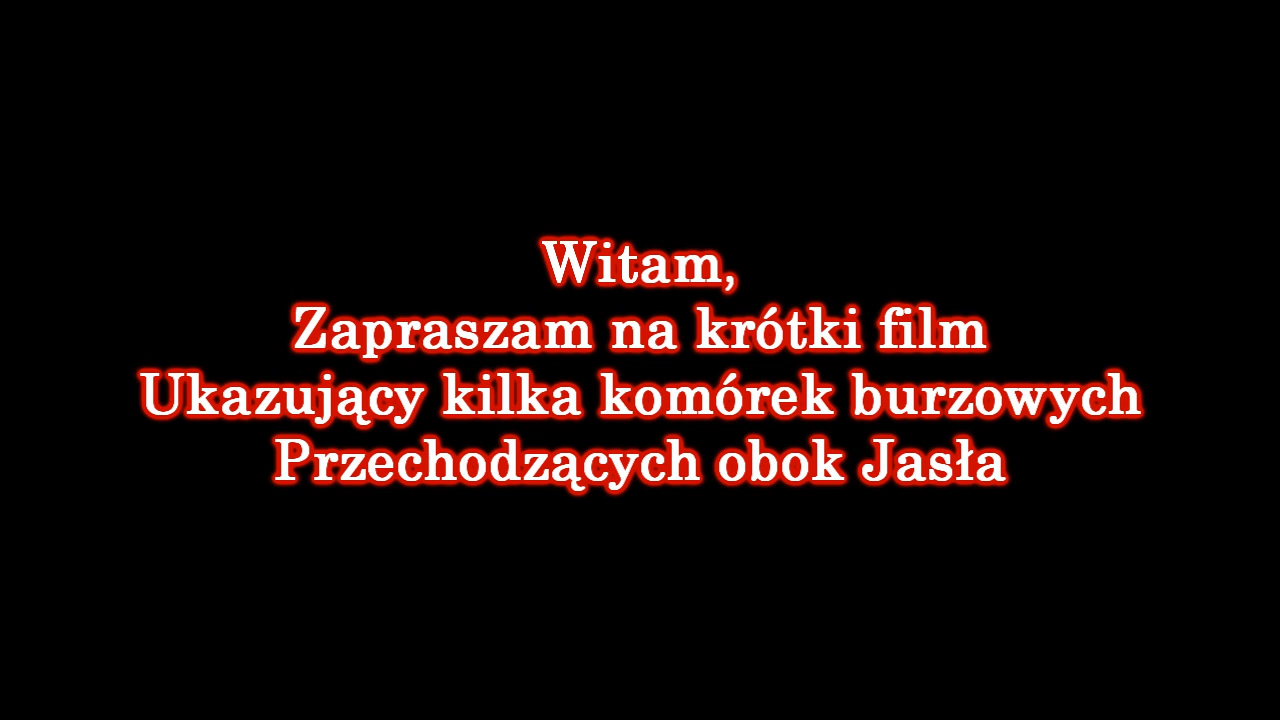 Witam,
Zapraszam na krótki film
Ukazujący kilka komórek burzowych
Przechodzących obok Jasła